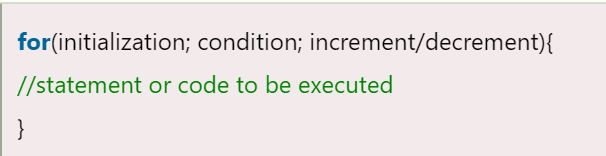 for(initialization; condition; increment/decrement){
//statement or code to be executed
}